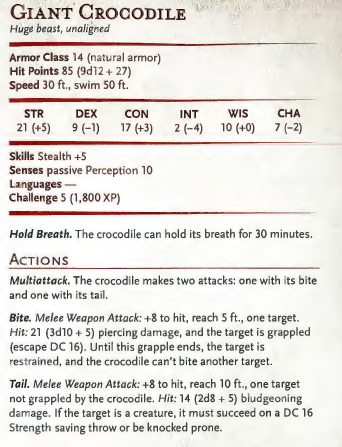 GIANT CROCODILE
Huge beast, unaligned
Armor Class 14 (natural armor)
Hit Points 85 (9d12 + 27)
Speed 30 ft., swim 50 ft.
STR DEX CON INT WIS CHA
21 (+5) 9 (−1) 17 (+3) 2 (−4) 10 (+0) 7 (−2)
Skills Stealth +5
Senses passive Perception 10
Languages —
Challenge 5 (1,800 XP)
Hold Breath. The crocodile can hold its breath for 30 minutes.
ACTIONS
Multiattack. The crocodile makes two attacks: one with its bite
and one with its tail.
Bite. Melee Weapon Attack: +8 to hit, reach 5 ft., one target.
Hit: 21 (3d10 + 5) piercing damage, and the target is grappled
(escape DC 16). Until this grapple ends, the target is
restrained, and the crocodile can't bite another target.
Tail. Melee Weapon Attack: +8 to hit, reach 10 ft., one target
not grappled by the crocodile. Hit: 14 (2d8 + 5) bludgeoning
damage. If the target is a creature, it must succeed on a DC 16
Strength saving throw or be knocked prone.